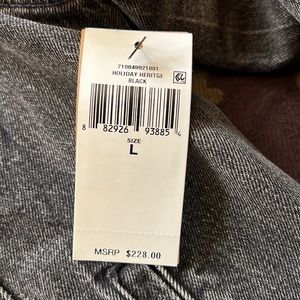 710849921001
HOLIDAY HERITGE
BLACK
8 82926 93885 4
SIZE
L
MSRP $228.00